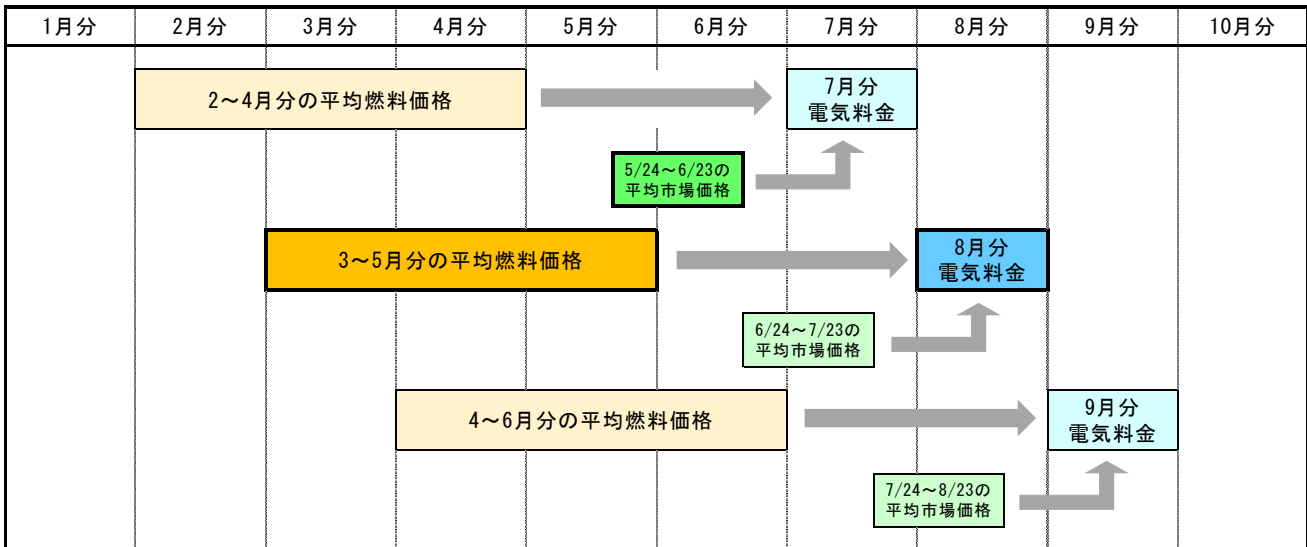 1月分 2月分 3月分 4月分 5月分 6月分 7月分 8月分 9月分 10月分
2～4月分の平均燃料価格
7月分
電気料金
5/24～6/23の
平均市場価格
3～5月分の平均燃料価格
8月分
電気料金
6/24～7/23の
平均市場価格
4～6月分の平均燃料価格
9月分
電気料金
7/24～8/23の
平均市場価格